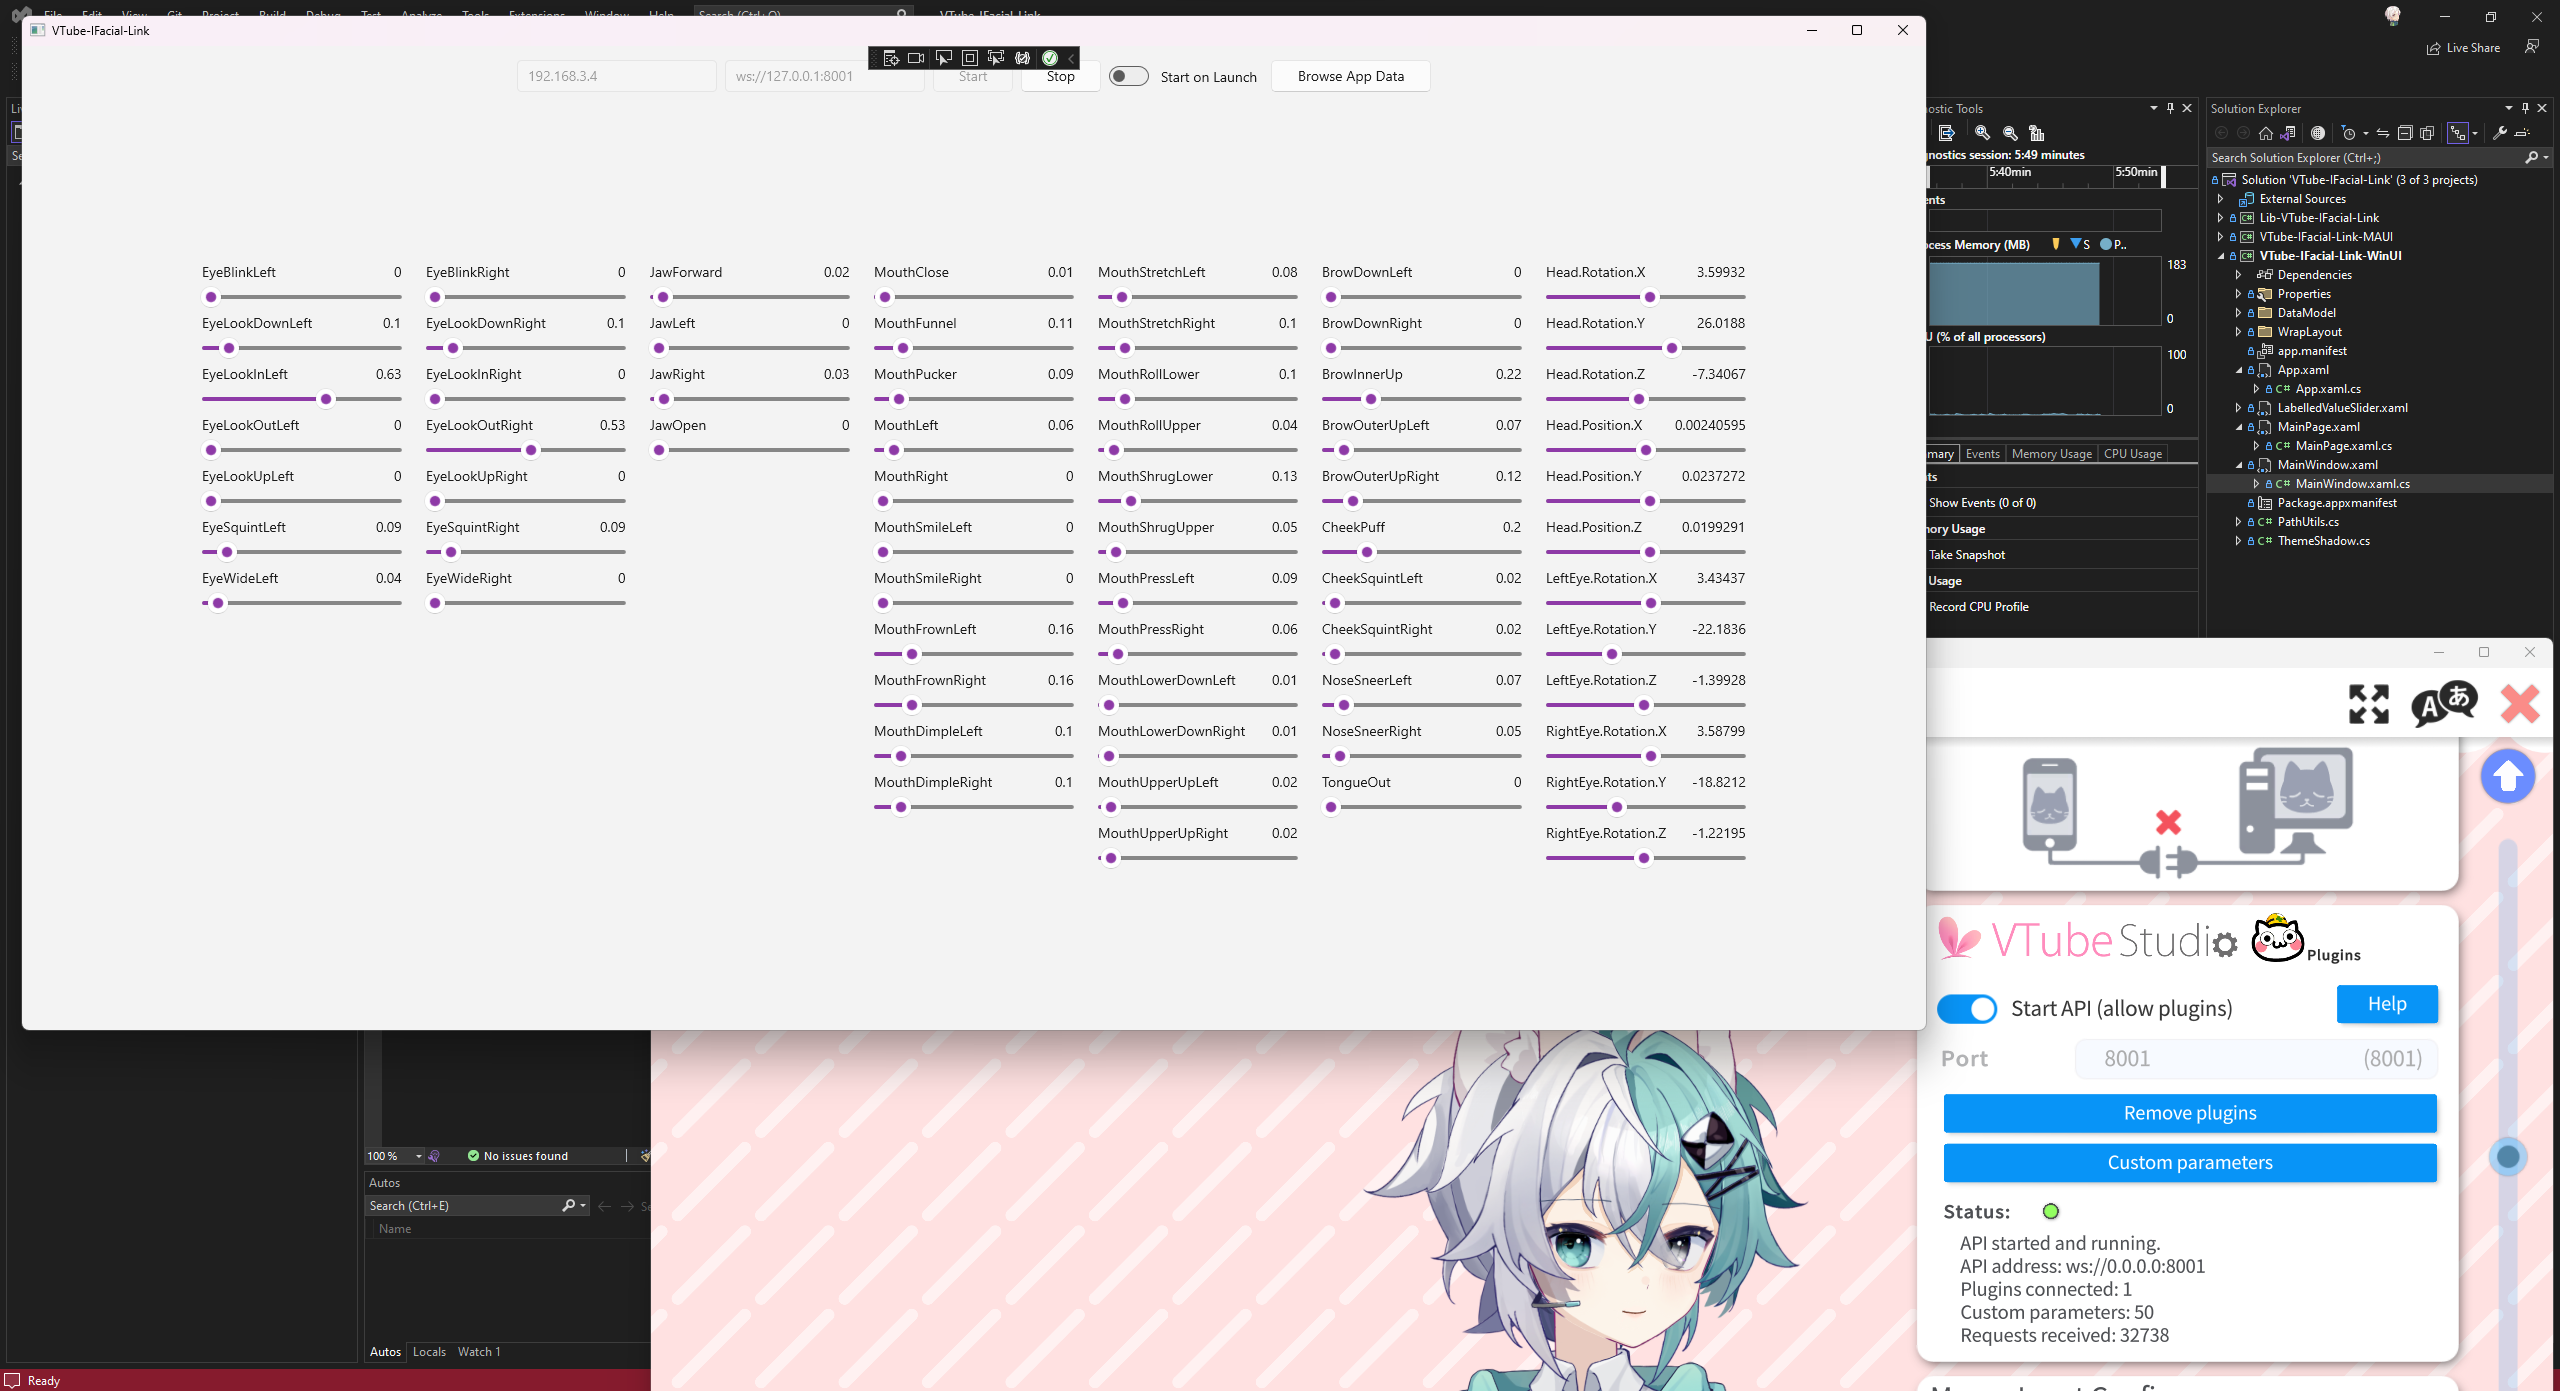 VTube-IFacial-Link
192.168.3.4
ws://127.0.0.1:8001
Start
Stop
Start on Launch
Browse App Data
EyeBlinkLeft 0
EyeLookDownLeft 0.1
EyeLookInLeft 0.63
EyeLookOutLeft 0
EyeLookUpLeft 0
EyeSquintLeft 0.09
EyeWideLeft 0.04
EyeBlinkRight 0
EyeLookDownRight 0.1
EyeLookInRight 0
EyeLookOutRight 0.53
EyeLookUpRight 0
EyeSquintRight 0.09
EyeWideRight 0
JawForward 0.02
JawLeft 0
JawRight 0.03
JawOpen 0
MouthClose 0.01
MouthFunnel 0.11
MouthPucker 0.09
MouthLeft 0.06
MouthRight 0
MouthSmileLeft 0
MouthSmileRight 0
MouthFrownLeft 0.16
MouthFrownRight 0.16
MouthDimpleLeft 0.1
MouthDimpleRight 0.1
MouthStretchLeft 0.08
MouthStretchRight 0.1
MouthRollLower 0.1
MouthRollUpper 0.04
MouthShrugLower 0.13
MouthShrugUpper 0.05
MouthPressLeft 0.09
MouthPressRight 0.06
MouthLowerDownLeft 0.01
MouthLowerDownRight 0.01
MouthUpperUpLeft 0.02
MouthUpperUpRight 0.02
BrowDownLeft 0
BrowDownRight 0
BrowInnerUp 0.22
BrowOuterUpLeft 0.07
BrowOuterUpRight 0.12
CheekPuff 0.2
CheekSquintLeft 0.02
CheekSquintRight 0.02
NoseSneerLeft 0.07
NoseSneerRight 0.05
TongueOut 0
Head.Rotation.X 3.59932
Head.Rotation.Y 26.0188
Head.Rotation.Z -7.34067
Head.Position.X 0.00240595
Head.Position.Y 0.0237272
Head.Position.Z 0.0199291
LeftEye.Rotation.X 3.43437
LeftEye.Rotation.Y -22.1836
LeftEye.Rotation.Z -1.39928
RightEye.Rotation.X 3.58799
RightEye.Rotation.Y -18.8212
RightEye.Rotation.Z -1.22195
Live Share
ostic Tools
nostics session: 5:49 minutes
5:40min 5:50min
nts
cess Memory (MB) S P..
183
0
U (% of all processors)
100
0
mary Events Memory Usage CPU Usage
ts
Show Events (0 of 0)
nory Usage
Take Snapshot
Usage
Record CPU Profile
Solution Explorer
Search Solution Explorer (Ctrl+;)
Solution 'VTube-IFacial-Link' (3 of 3 projects)
External Sources
Lib-VTube-IFacial-Link
VTube-IFacial-Link-MAUI
VTube-IFacial-Link-WinUI
Dependencies
Properties
DataModel
WrapLayout
app.manifest
App.xaml
C# App.xaml.cs
LabelledValueSlider.xaml
MainPage.xaml
C# MainPage.xaml.cs
MainWindow.xaml
C# MainWindow.xaml.cs
Package.appxmanifest
C# PathUtils.cs
C# ThemeShadow.cs
A あ
VTube Studio Plugins
Start API (allow plugins)
Help
Port 8001 (8001)
Remove plugins
Custom parameters
Status:
API started and running.
API address: ws://0.0.0.0:8001
Plugins connected: 1
Custom parameters: 50
Requests received: 32738
100 %
No issues found
Autos
Search (Ctrl+E)
Name
Autos Locals Watch 1
Ready